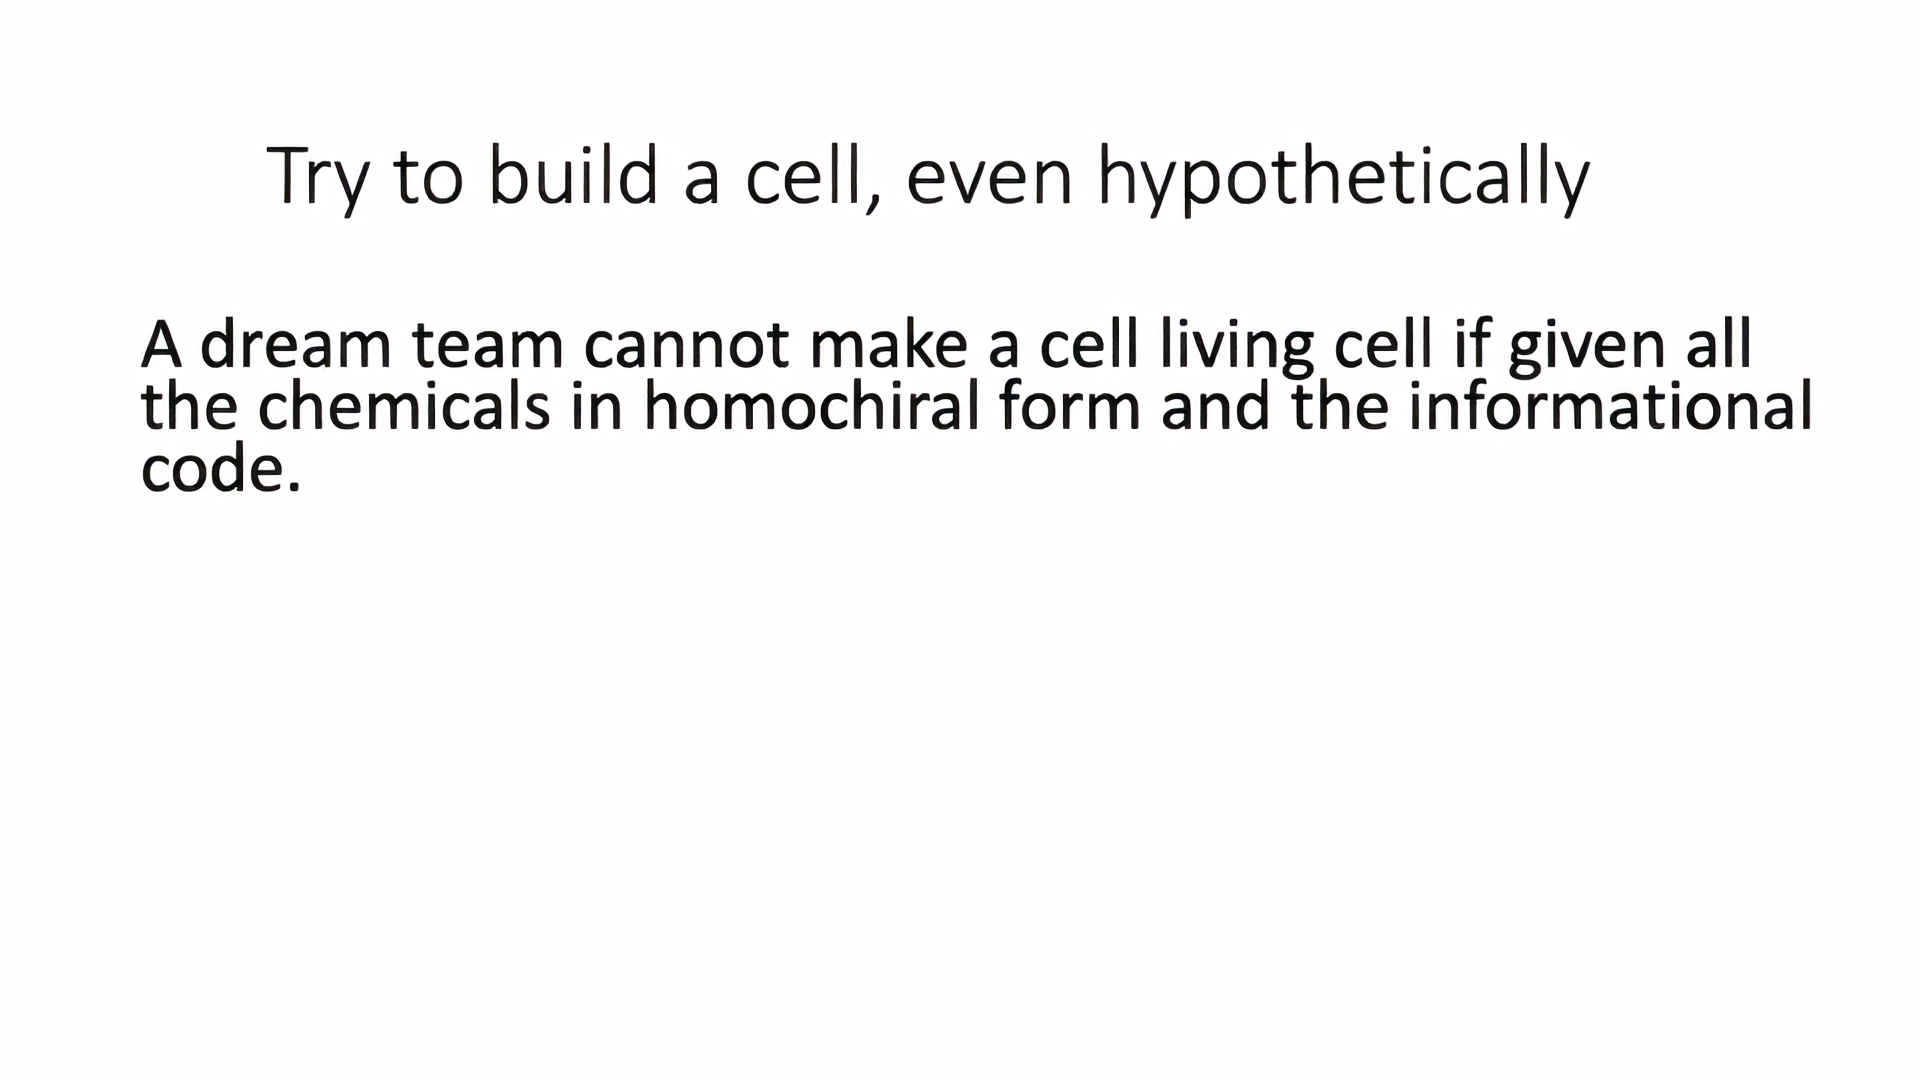 Try to build a cell, even hypothetically
A dream team cannot make a cell living cell if given all
the chemicals in homochiral form and the informational
code.